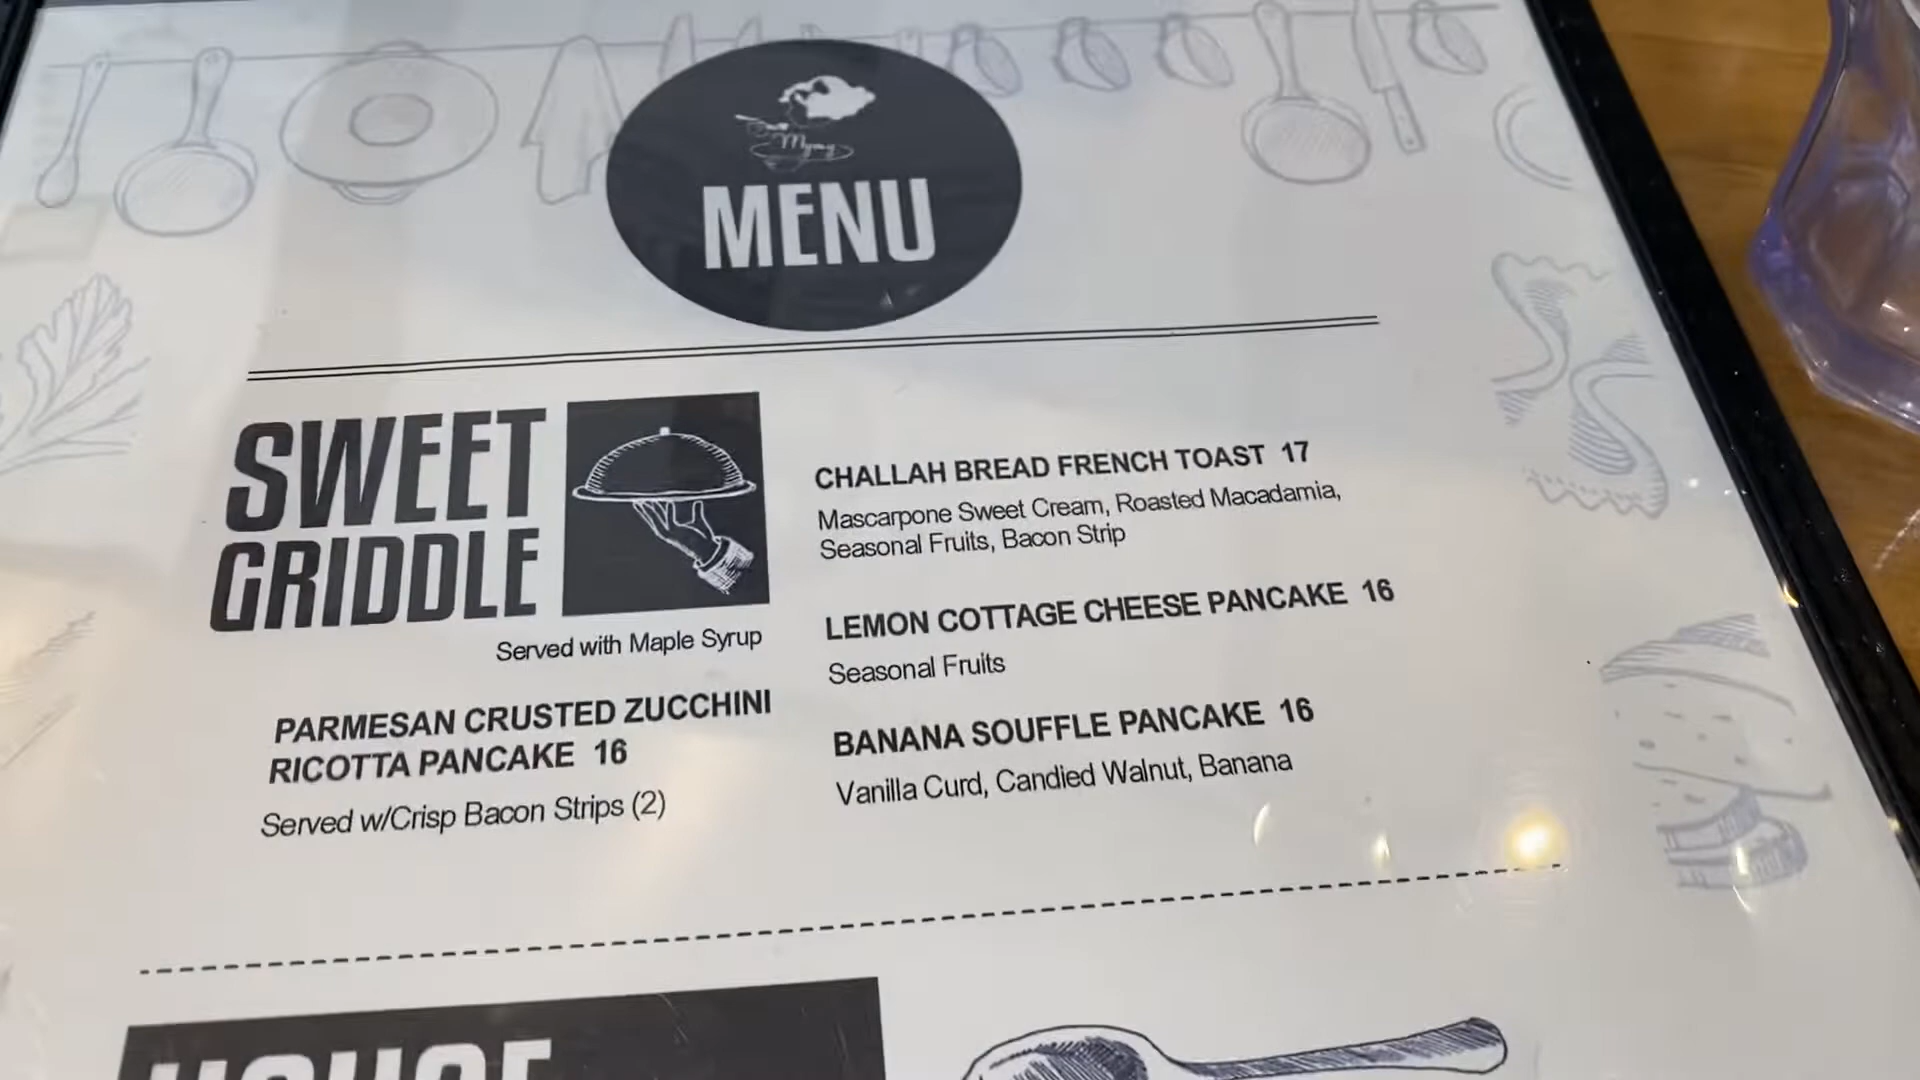 Mymy
MENU
SWEET
GRIDDLE
Served with Maple Syrup
PARMESAN CRUSTED ZUCCHINI
RICOTTA PANCAKE 16
Served w/Crisp Bacon Strips (2)
CHALLAH BREAD FRENCH TOAST 17
Mascarpone Sweet Cream, Roasted Macadamia,
Seasonal Fruits, Bacon Strip
LEMON COTTAGE CHEESE PANCAKE 16
Seasonal Fruits
BANANA SOUFFLE PANCAKE 16
Vanilla Curd, Candied Walnut, Banana
HOUSE